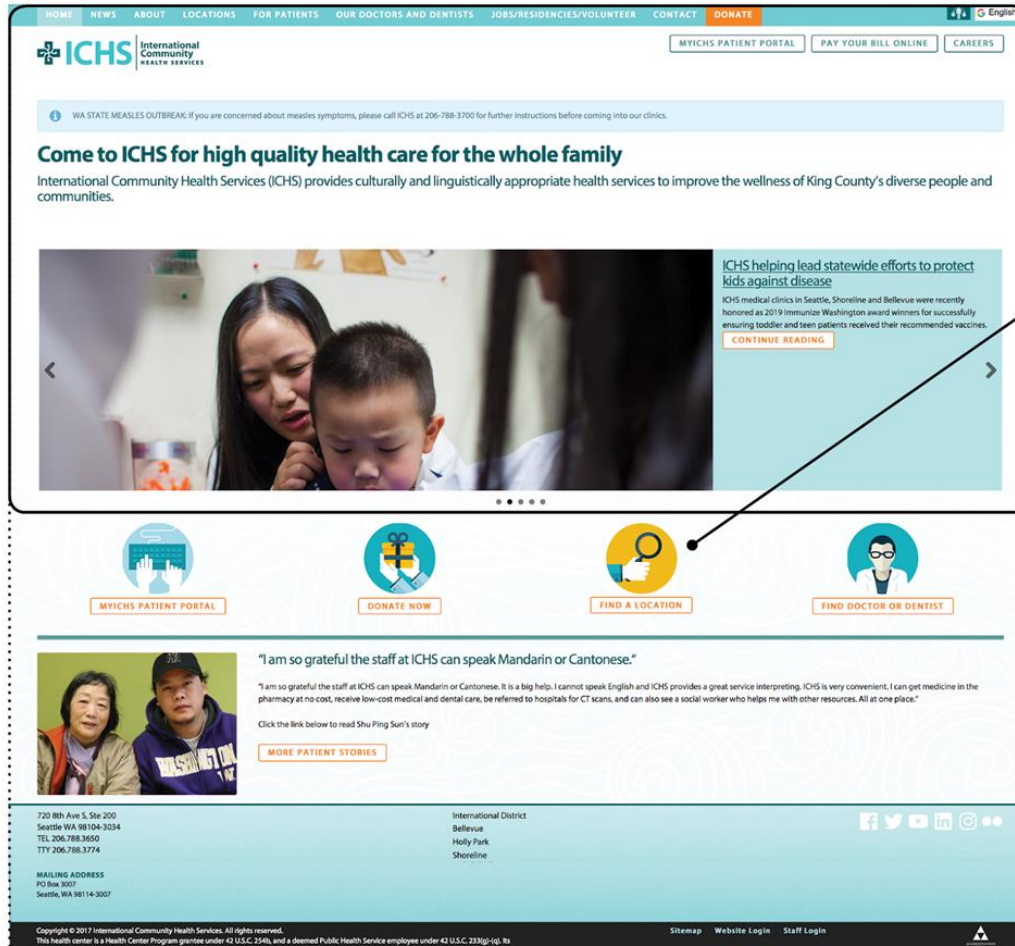 HOME NEWS ABOUT LOCATIONS FOR PATIENTS OUR DOCTORS AND DENTISTS JOBS/RESIDENCIES/VOLUNTEER CONTACT DONATE G English
ICHS International
Community
HEALTH SERVICES
MYICHS PATIENT PORTAL PAY YOUR BILL ONLINE CAREERS
WA STATE MEASLES OUTBREAK: If you are concerned about measles symptoms, please call ICHS at 206-788-3700 for further instructions before coming into our clinics.
Come to ICHS for high quality health care for the whole family
International Community Health Services (ICHS) provides culturally and linguistically appropriate health services to improve the wellness of King County's diverse people and
communities.
ICHS helping lead statewide efforts to protect
kids against disease
ICHS medical clinics in Seattle, Shoreline and Bellevue were recently
honored as 2019 Immunize Washington award winners for successfully
ensuring toddler and teen patients received their recommended vaccines.
CONTINUE READING
MYICHS PATIENT PORTAL
DONATE NOW
FIND A LOCATION
FIND DOCTOR OR DENTIST
"I am so grateful the staff at ICHS can speak Mandarin or Cantonese."
"I am so grateful the staff at ICHS can speak Mandarin or Cantonese. It is a big help. I cannot speak English and ICHS provides a great service interpreting. ICHS is very convenient. I can get medicine in the
pharmacy at no cost, receive low-cost medical and dental care, be referred to hospitals for CT scans, and can also see a social worker who helps me with other resources. All at one place."
Click the link below to read Shu Ping Sun's story
MORE PATIENT STORIES
WASHINGTON
720 8th Ave S, Ste 200
Seattle WA 98104-3034
TEL 206.788.3650
TTY 206.788.3774
MAILING ADDRESS
PO Box 3007
Seattle, WA 98114-3007
International District
Bellevue
Holly Park
Shoreline
Copyright © 2017 International Community Health Services. All rights reserved.
This health center is a Health Center Program grantee under 42 U.S.C. 254b, and a deemed Public Health Service employee under 42 U.S.C. 233(g)-(q). Its
Sitemap Website Login Staff Login